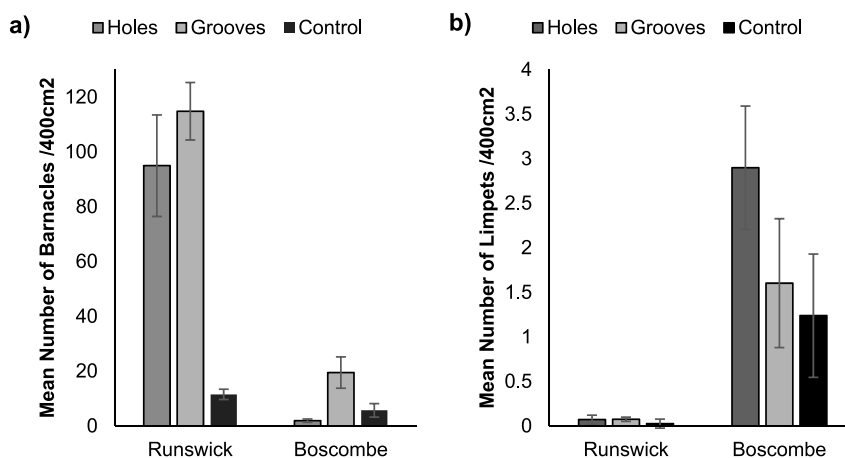 a)
Holes Grooves Control
Mean Number of Barnacles /400cm2
120
100
80
60
40
20
0
Runswick Boscombe
b)
Holes Grooves Control
Mean Number of Limpets /400cm2
4
3.5
3
2.5
2
1.5
1
0.5
0
Runswick Boscombe